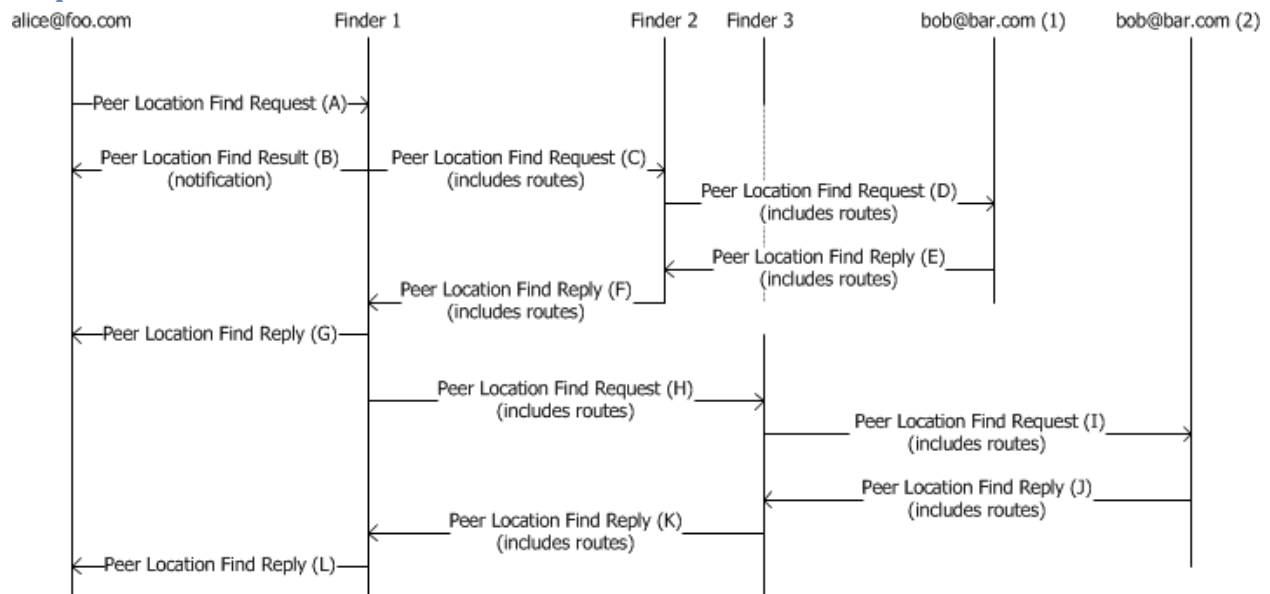 alice@foo.com Finder 1 Finder 2 Finder 3 bob@bar.com (1) bob@bar.com (2)
Peer Location Find Request (A)
Peer Location Find Result (B)
(notification)
Peer Location Find Request (C)
(includes routes)
Peer Location Find Request (D)
(includes routes)
Peer Location Find Reply (E)
(includes routes)
Peer Location Find Reply (F)
(includes routes)
Peer Location Find Reply (G)
Peer Location Find Request (H)
(includes routes)
Peer Location Find Request (I)
(includes routes)
Peer Location Find Reply (J)
(includes routes)
Peer Location Find Reply (K)
(includes routes)
Peer Location Find Reply (L)